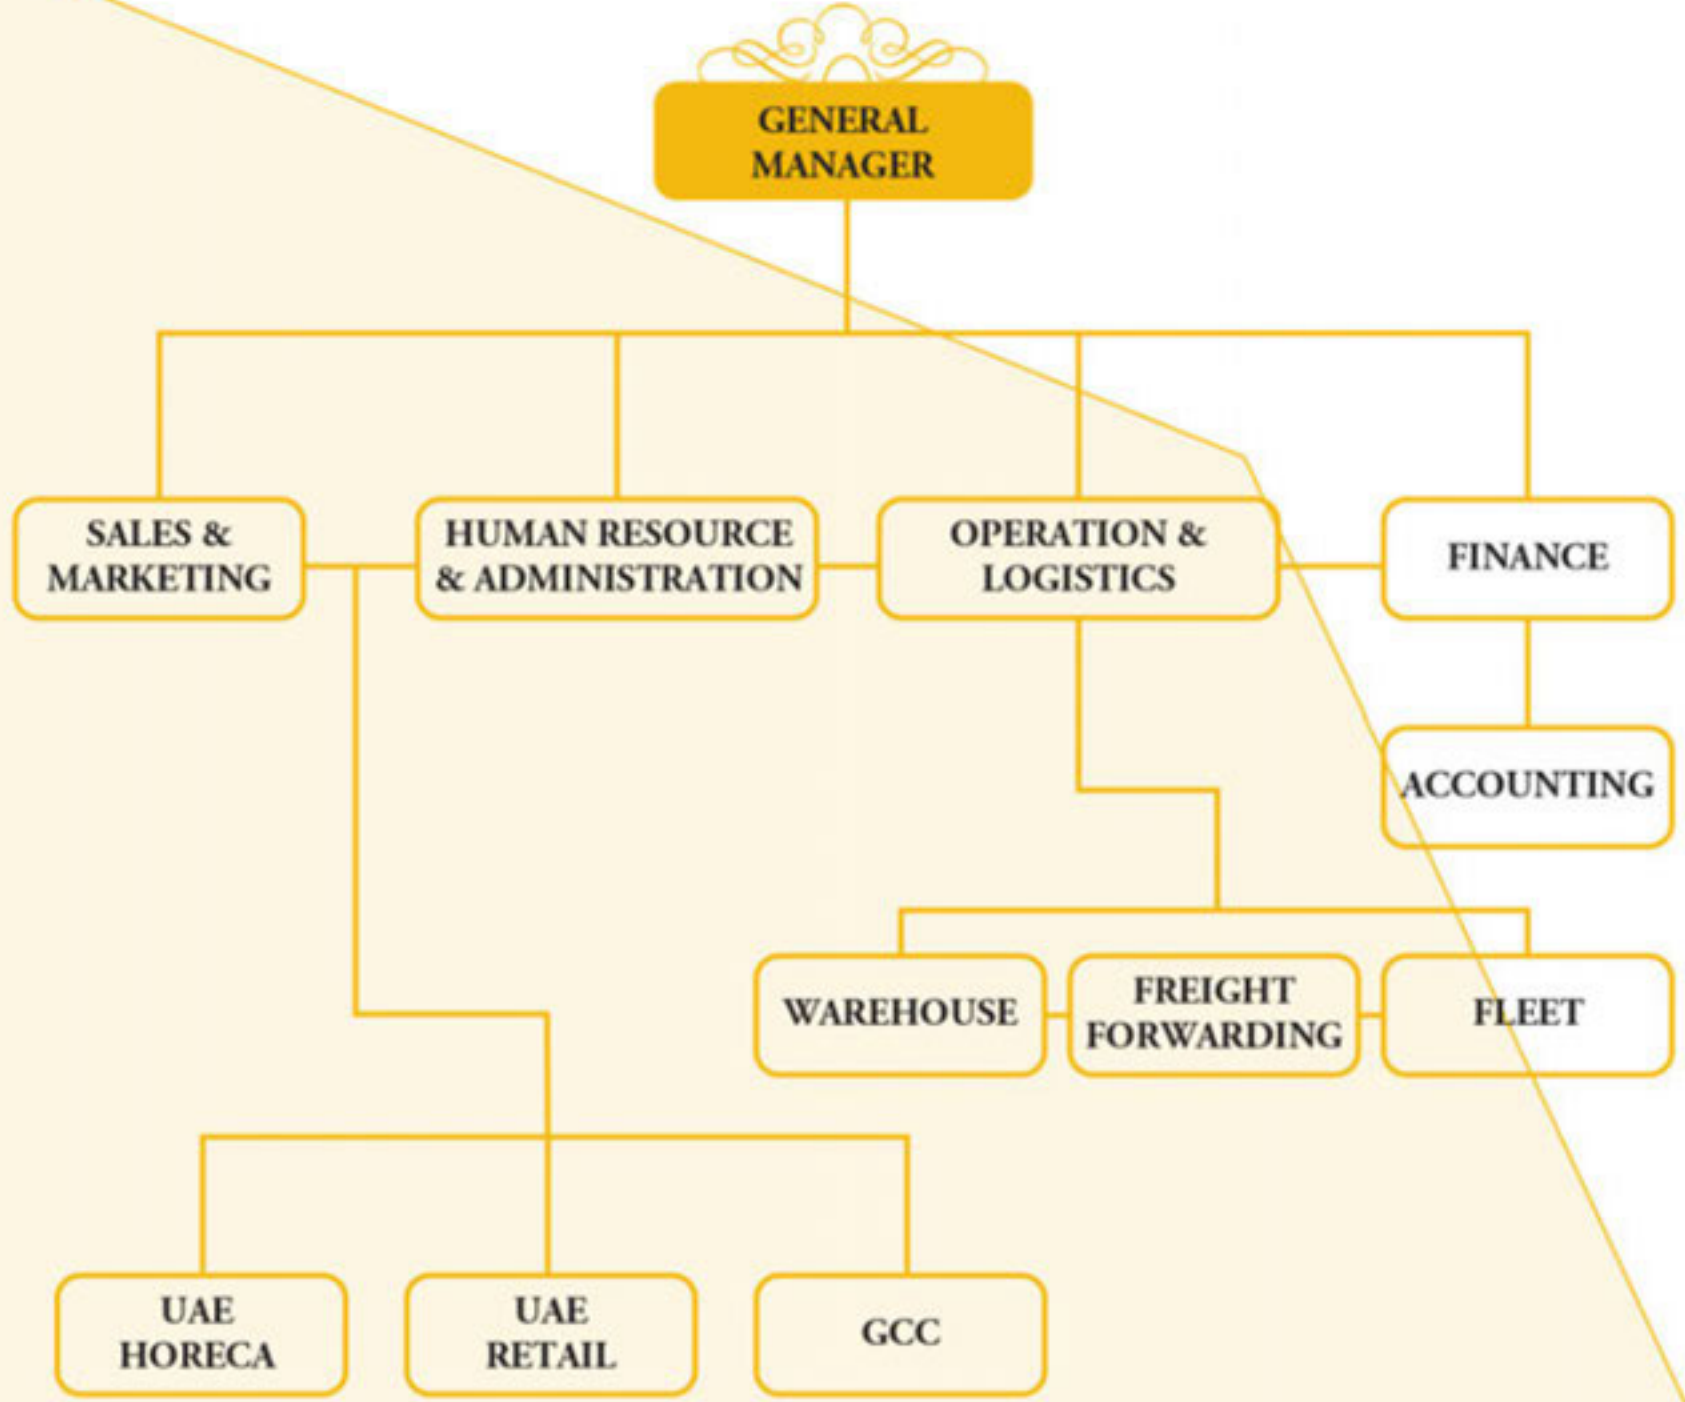 GENERAL
MANAGER
SALES &
MARKETING
HUMAN RESOURCE
& ADMINISTRATION
OPERATION &
LOGISTICS
FINANCE
ACCOUNTING
WAREHOUSE
FREIGHT
FORWARDING
FLEET
UAE
HORECA
UAE
RETAIL
GCC